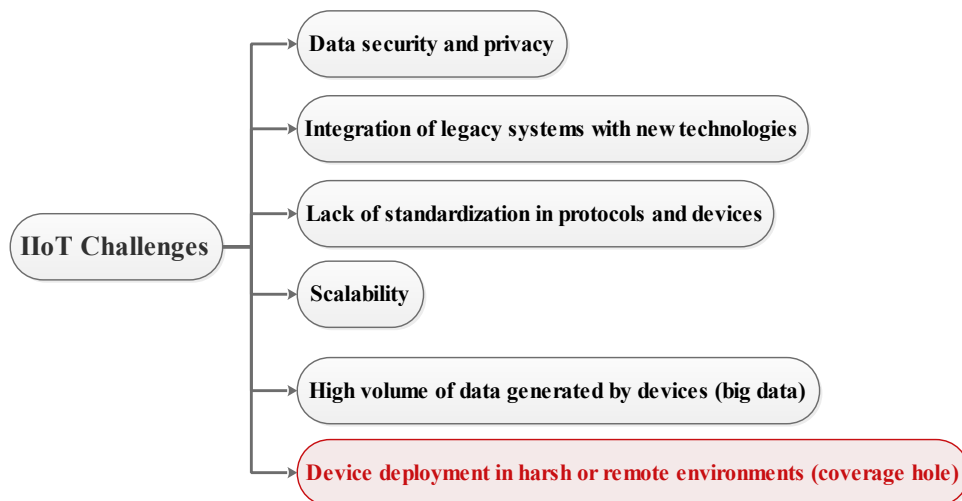 Data security and privacy
Integration of legacy systems with new technologies
Lack of standardization in protocols and devices
IIoT Challenges
Scalability
High volume of data generated by devices (big data)
Device deployment in harsh or remote environments (coverage hole)